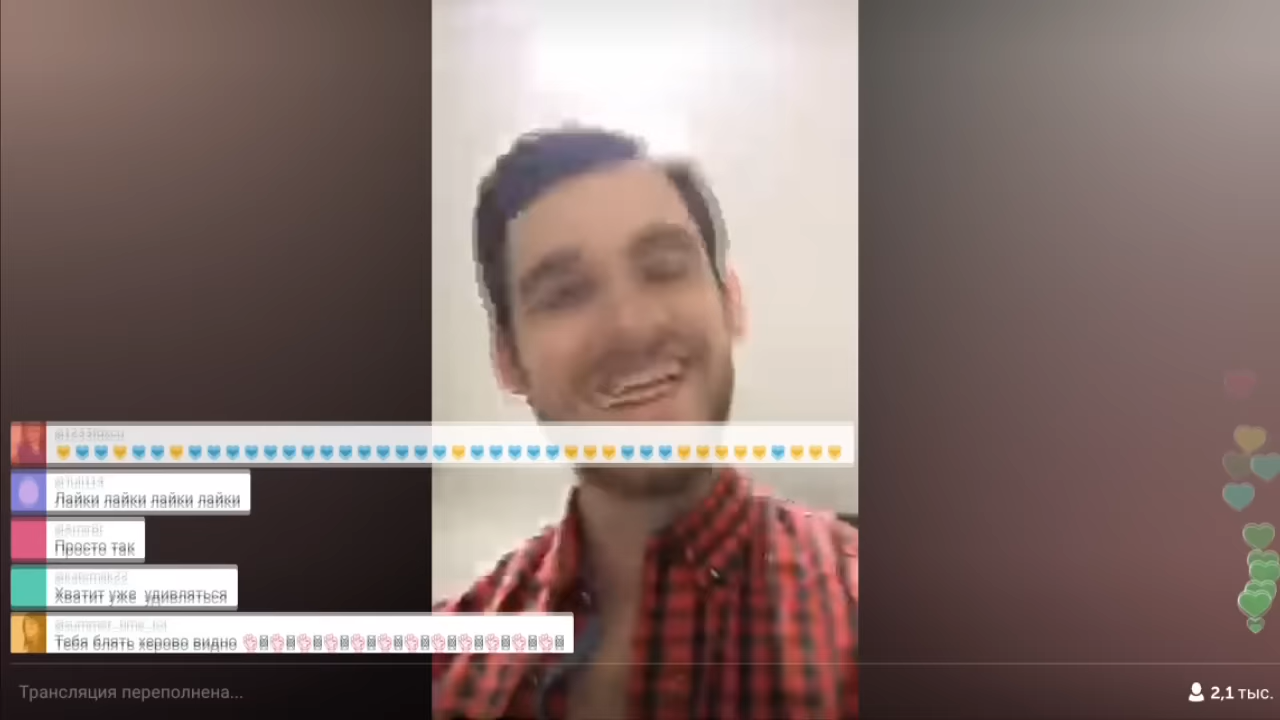 Лайки лайки лайки лайки
Просто так
Хватит уже удивляться
Тебя блять херово видно
Трансляция переполнена...
2,1 тыс.